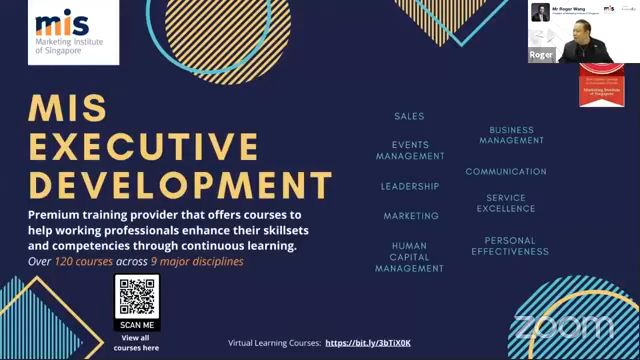 mis
Marketing Institute
of Singapore
Mr Roger Wang
Roger
Marketing Institute
of Singapore
MIS
EXECUTIVE
DEVELOPMENT
Premium training provider that offers courses to
help working professionals enhance their skillsets
and competencies through continuous learning.
Over 120 courses across 9 major disciplines
SALES
EVENTS
MANAGEMENT
LEADERSHIP
MARKETING
HUMAN
CAPITAL
MANAGEMENT
BUSINESS
MANAGEMENT
COMMUNICATION
SERVICE
EXCELLENCE
PERSONAL
EFFECTIVENESS
SCAN ME
View all
courses here
Virtual Learning Courses: https://bit.ly/3bTiX0K
zoom